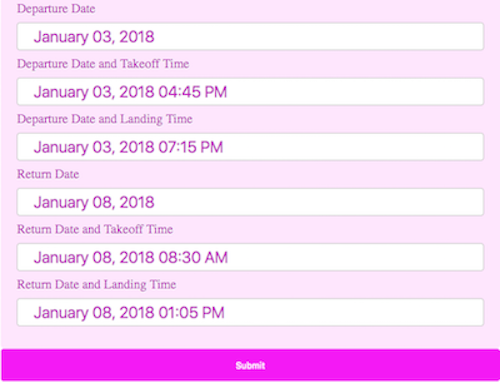 Departure Date
January 03, 2018
Departure Date and Takeoff Time
January 03, 2018 04:45 PM
Departure Date and Landing Time
January 03, 2018 07:15 PM
Return Date
January 08, 2018
Return Date and Takeoff Time
January 08, 2018 08:30 AM
Return Date and Landing Time
January 08, 2018 01:05 PM
Submit